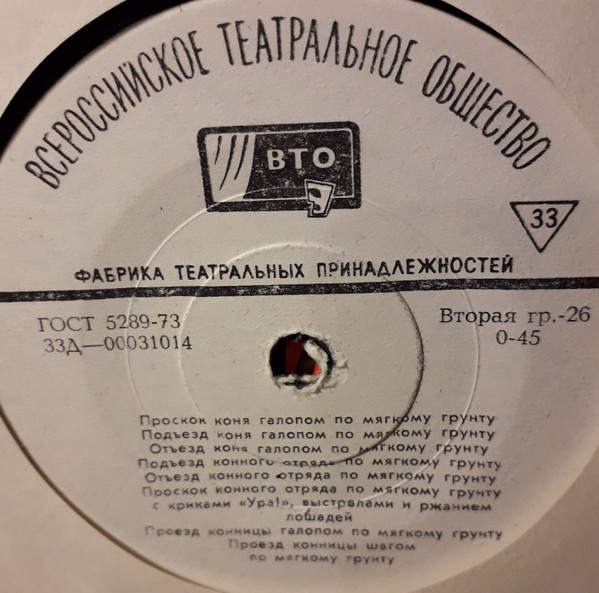 ВСЕРОССИЙСКОЕ ТЕАТРАЛЬНОЕ ОБЩЕСТВО
ВТО
33
ФАБРИКА ТЕАТРАЛЬНЫХ ПРИНАДЛЕЖНОСТЕЙ
ГОСТ 5289-73
33Д—00031014
Вторая гр.-26
0-45
Проскок коня галопом по мягкому грунту
Подъезд коня галопом по мягкому грунту
Отъезд коня галопом по мягкому грунту
Подъезд конного отряда по мягкому грунту
Отъезд конного отряда по мягкому грунту
Проскок конного отряда по мягкому грунту
с криками «Ура!», выстрелами и ржанием
лошадей
Проезд конницы галопом по мягкому грунту
Проезд конницы шагом
по мягкому грунту